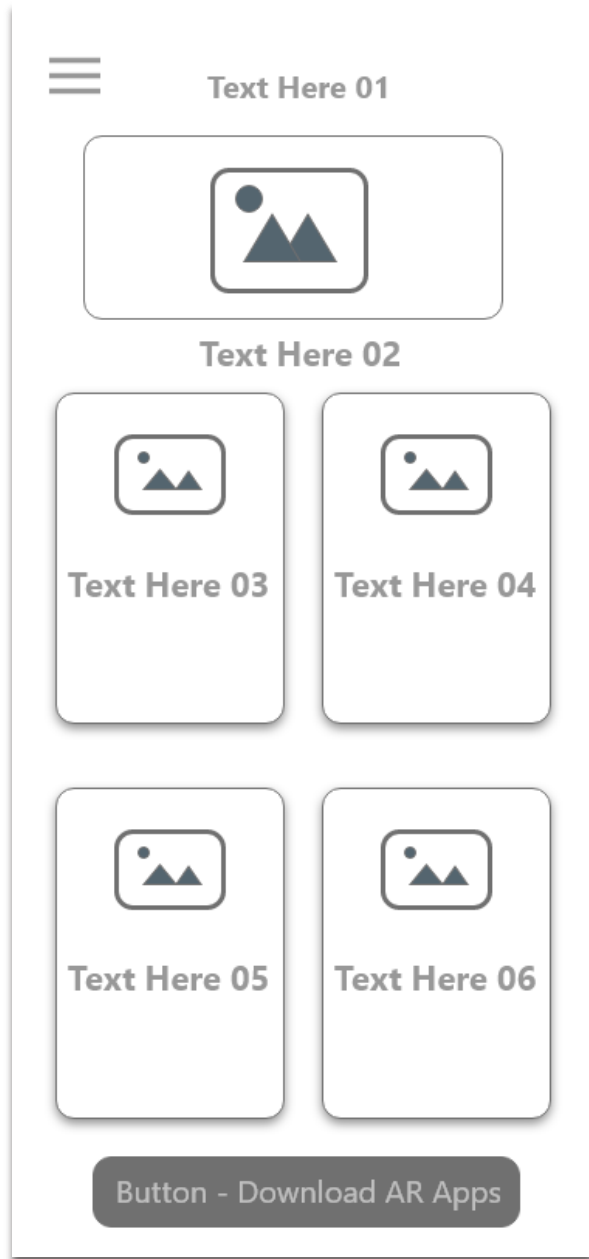 Text Here 01
Text Here 02
Text Here 03
Text Here 04
Text Here 05
Text Here 06
Button - Download AR Apps